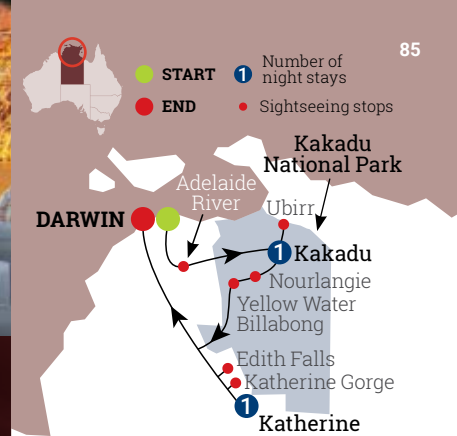 85
START
END
1
Number of
night stays
Sightseeing stops
Kakadu
National Park
Adelaide
River
DARWIN
Ubirr
1
Kakadu
Nourlangie
Yellow Water
Billabong
Edith Falls
Katherine Gorge
1
Katherine